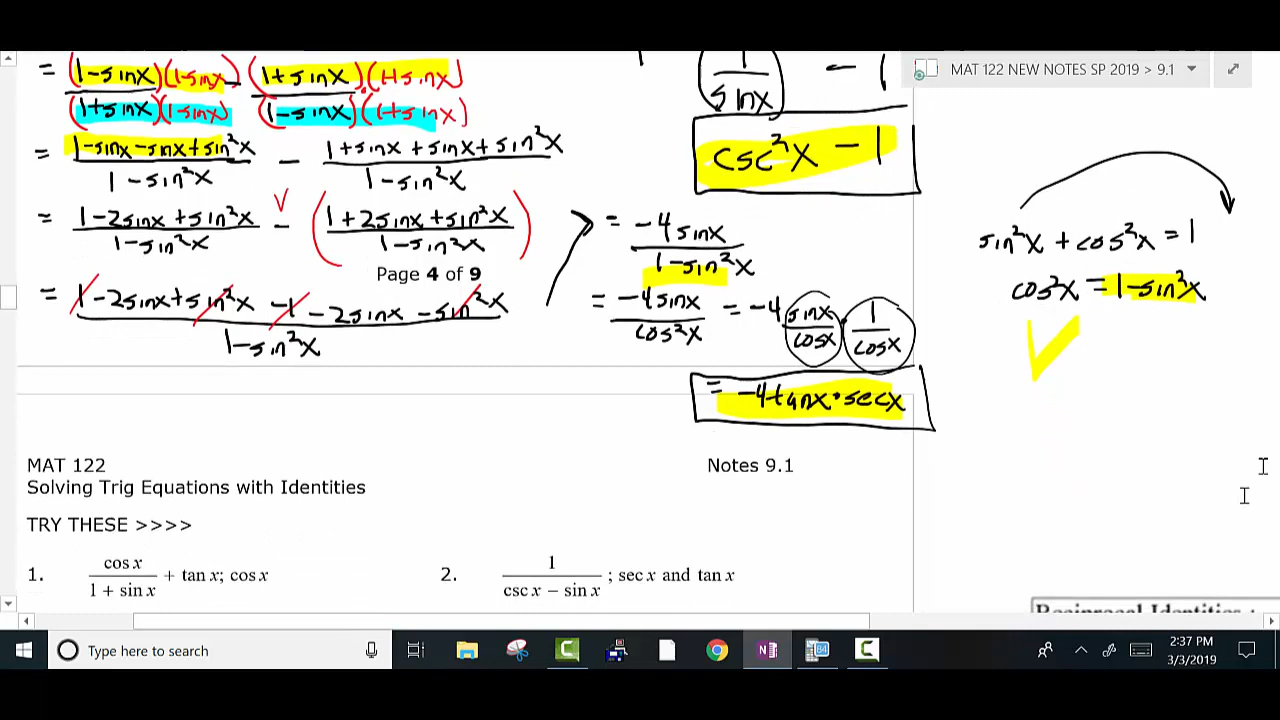 = (1-sinx)(1-sinx) - (1+sinx)(1+sinx)
(1+sinx)(1-sinx) (1-sinx)(1+sinx)
= 1-sinx-sinx+sin²x / 1-sin²x - 1+sinx+sinx+sin²x / 1-sin²x
= 1-2sinx+sin²x / 1-sin²x - (1+2sinx+sin²x / 1-sin²x)
Page 4 of 9
= 1-2sinx+sin²x-1-2sinx-sin²x
1-sin²x
1/sinx - 1
csc²x - 1
= -4sinx / 1-sin²x
= -4sinx / cos²x = -4 sinx/cosx · 1/cosx
= -4tanx·secx
MAT 122 NEW NOTES SP 2019 > 9.1
sin²x + cos²x = 1
cos²x = 1-sin²x
MAT 122 Notes 9.1
Solving Trig Equations with Identities
TRY THESE >>>>
1. cos x / 1 + sin x + tan x; cos x
2. 1 / csc x − sin x ; sec x and tan x
Reciprocal Identities :
Type here to search
2:37 PM
3/3/2019